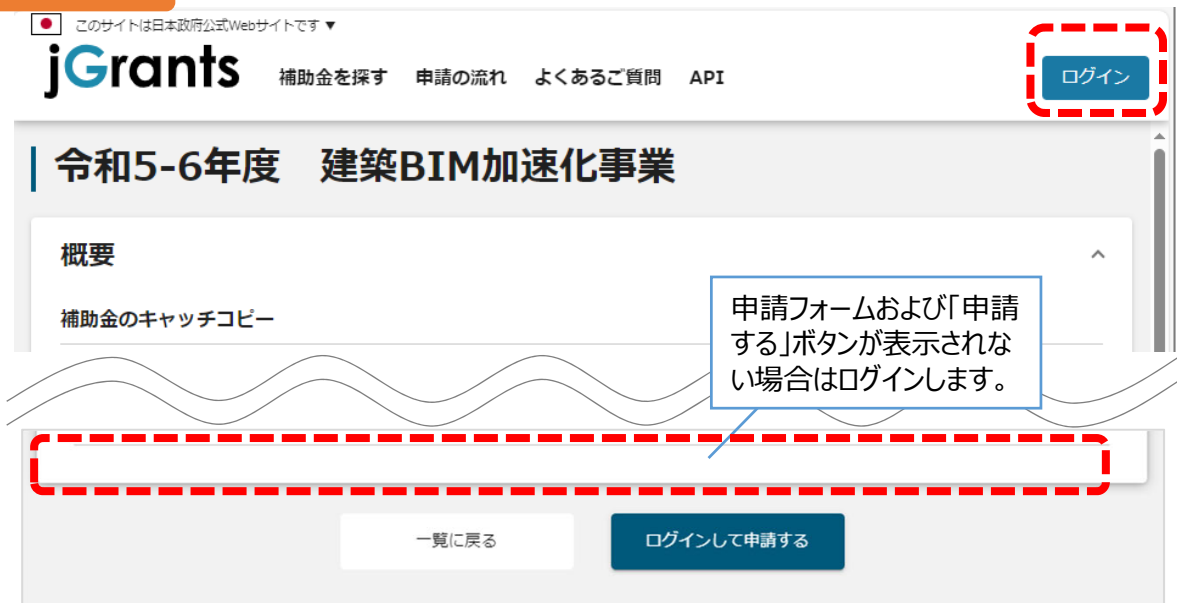 このサイトは日本政府公式Webサイトです ▼
jGrants 補助金を探す 申請の流れ よくあるご質問 API ログイン
令和5-6年度　建築BIM加速化事業
概要
補助金のキャッチコピー
申請フォームおよび「申請
する」ボタンが表示されな
い場合はログインします。
一覧に戻る ログインして申請する